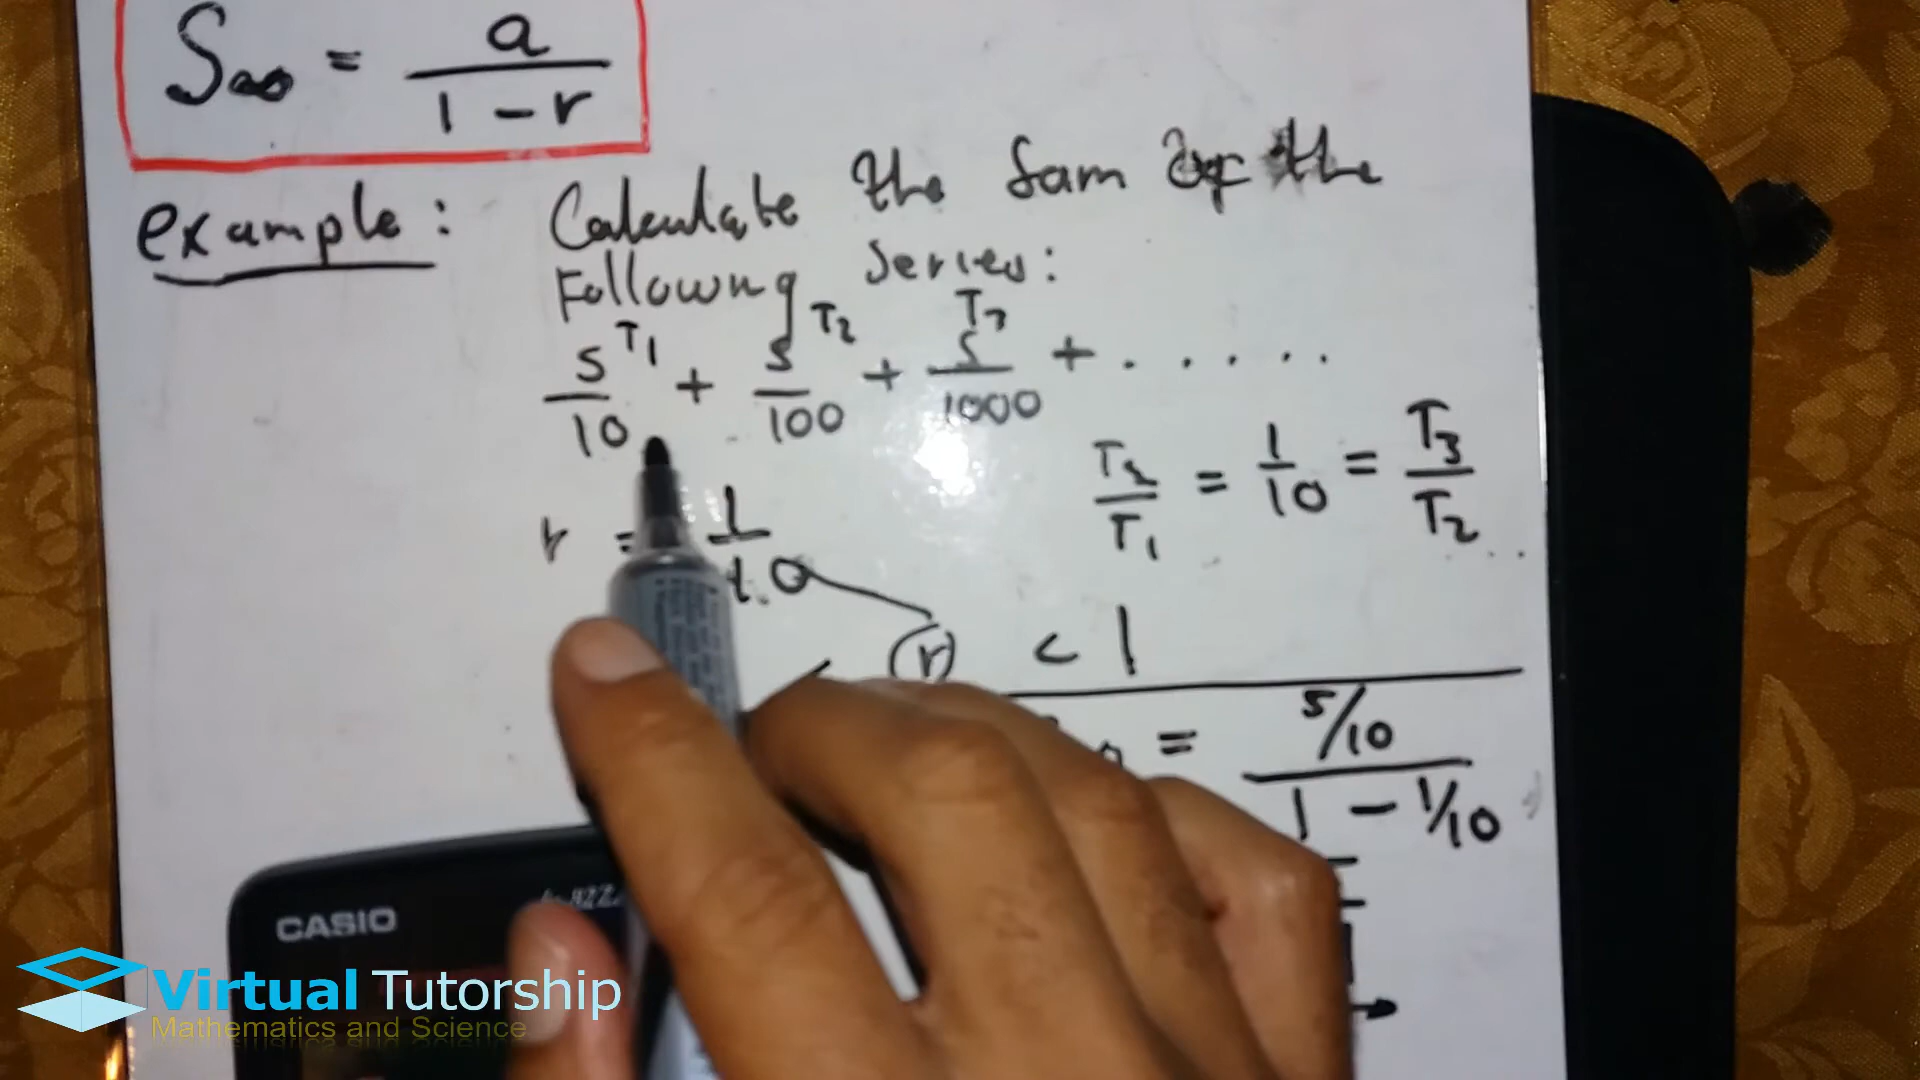 S∞ = a / 1 - r
example: Calculate the Sum of the
Following Series:
T1 T2 T3
5/10 + 5/100 + 5/1000 + . . . . .
T2/T1 = 1/10 = T3/T2
r = 1/10
r < 1
= 5/10 / 1 - 1/10
CASIO
Virtual Tutorship
Mathematics and Science